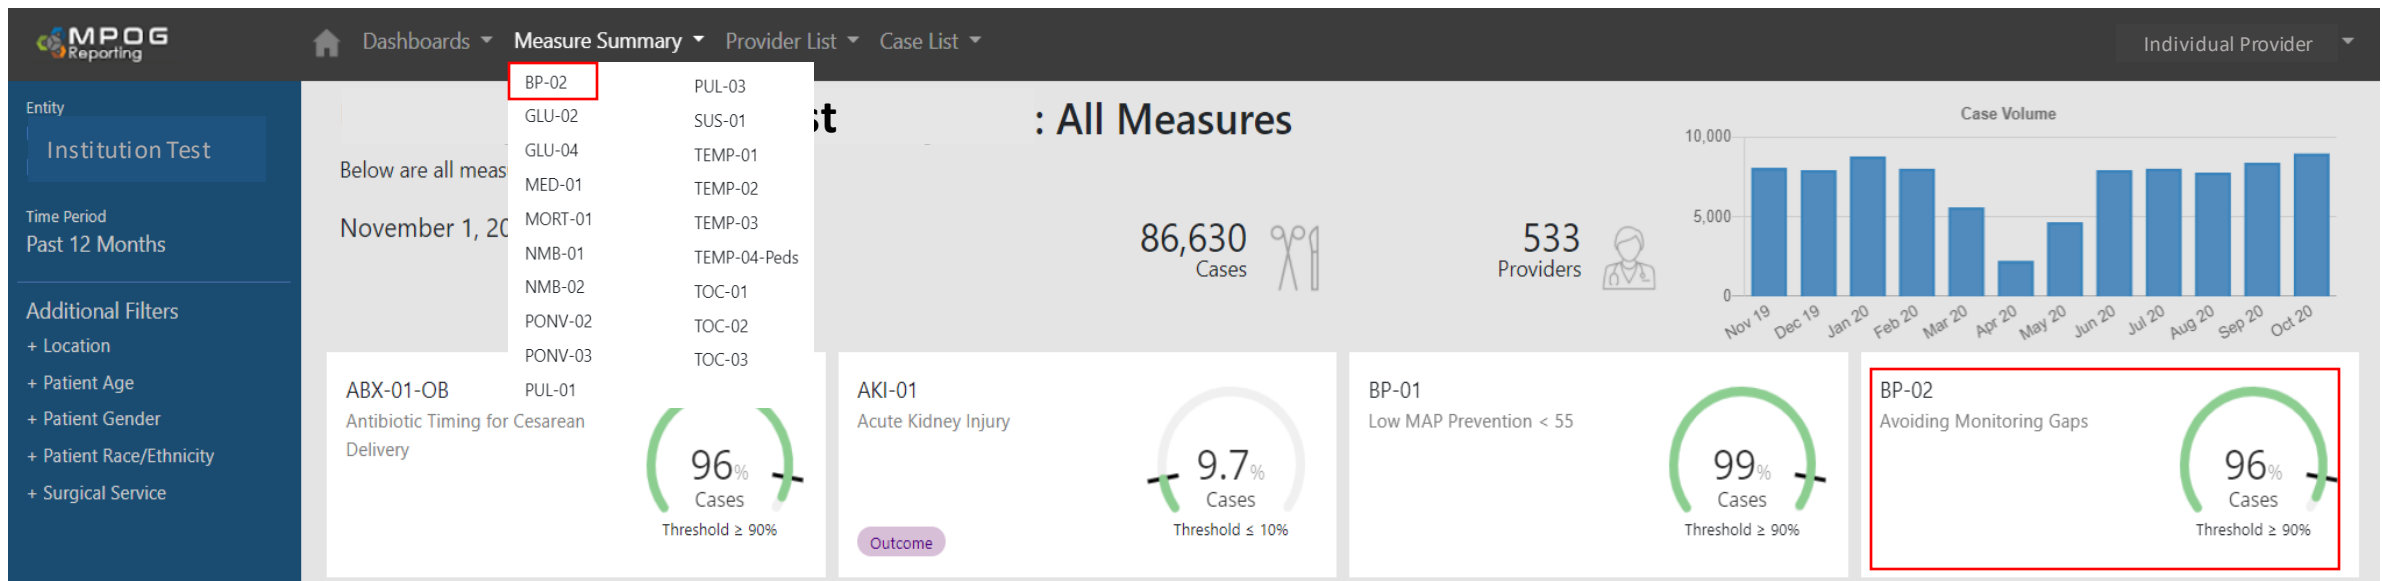 MPOG
Reporting
Dashboards
Measure Summary
Provider List
Case List
Individual Provider
Entity
Institution Test
Time Period
Past 12 Months
Additional Filters
+ Location
+ Patient Age
+ Patient Gender
+ Patient Race/Ethnicity
+ Surgical Service
BP-02
GLU-02
GLU-04
MED-01
MORT-01
NMB-01
NMB-02
PONV-02
PONV-03
PUL-01
PUL-03
SUS-01
TEMP-01
TEMP-02
TEMP-03
TEMP-04-Peds
TOC-01
TOC-02
TOC-03
st : All Measures
Below are all meas
November 1, 20
86,630
Cases
533
Providers
Case Volume
10,000
5,000
0
Nov 19 Dec 19 Jan 20 Feb 20 Mar 20 Apr 20 May 20 Jun 20 Jul 20 Aug 20 Sep 20 Oct 20
ABX-01-OB
Antibiotic Timing for Cesarean
Delivery
96%
Cases
Threshold ≥ 90%
AKI-01
Acute Kidney Injury
Outcome
9.7%
Cases
Threshold ≤ 10%
BP-01
Low MAP Prevention < 55
99%
Cases
Threshold ≥ 90%
BP-02
Avoiding Monitoring Gaps
96%
Cases
Threshold ≥ 90%